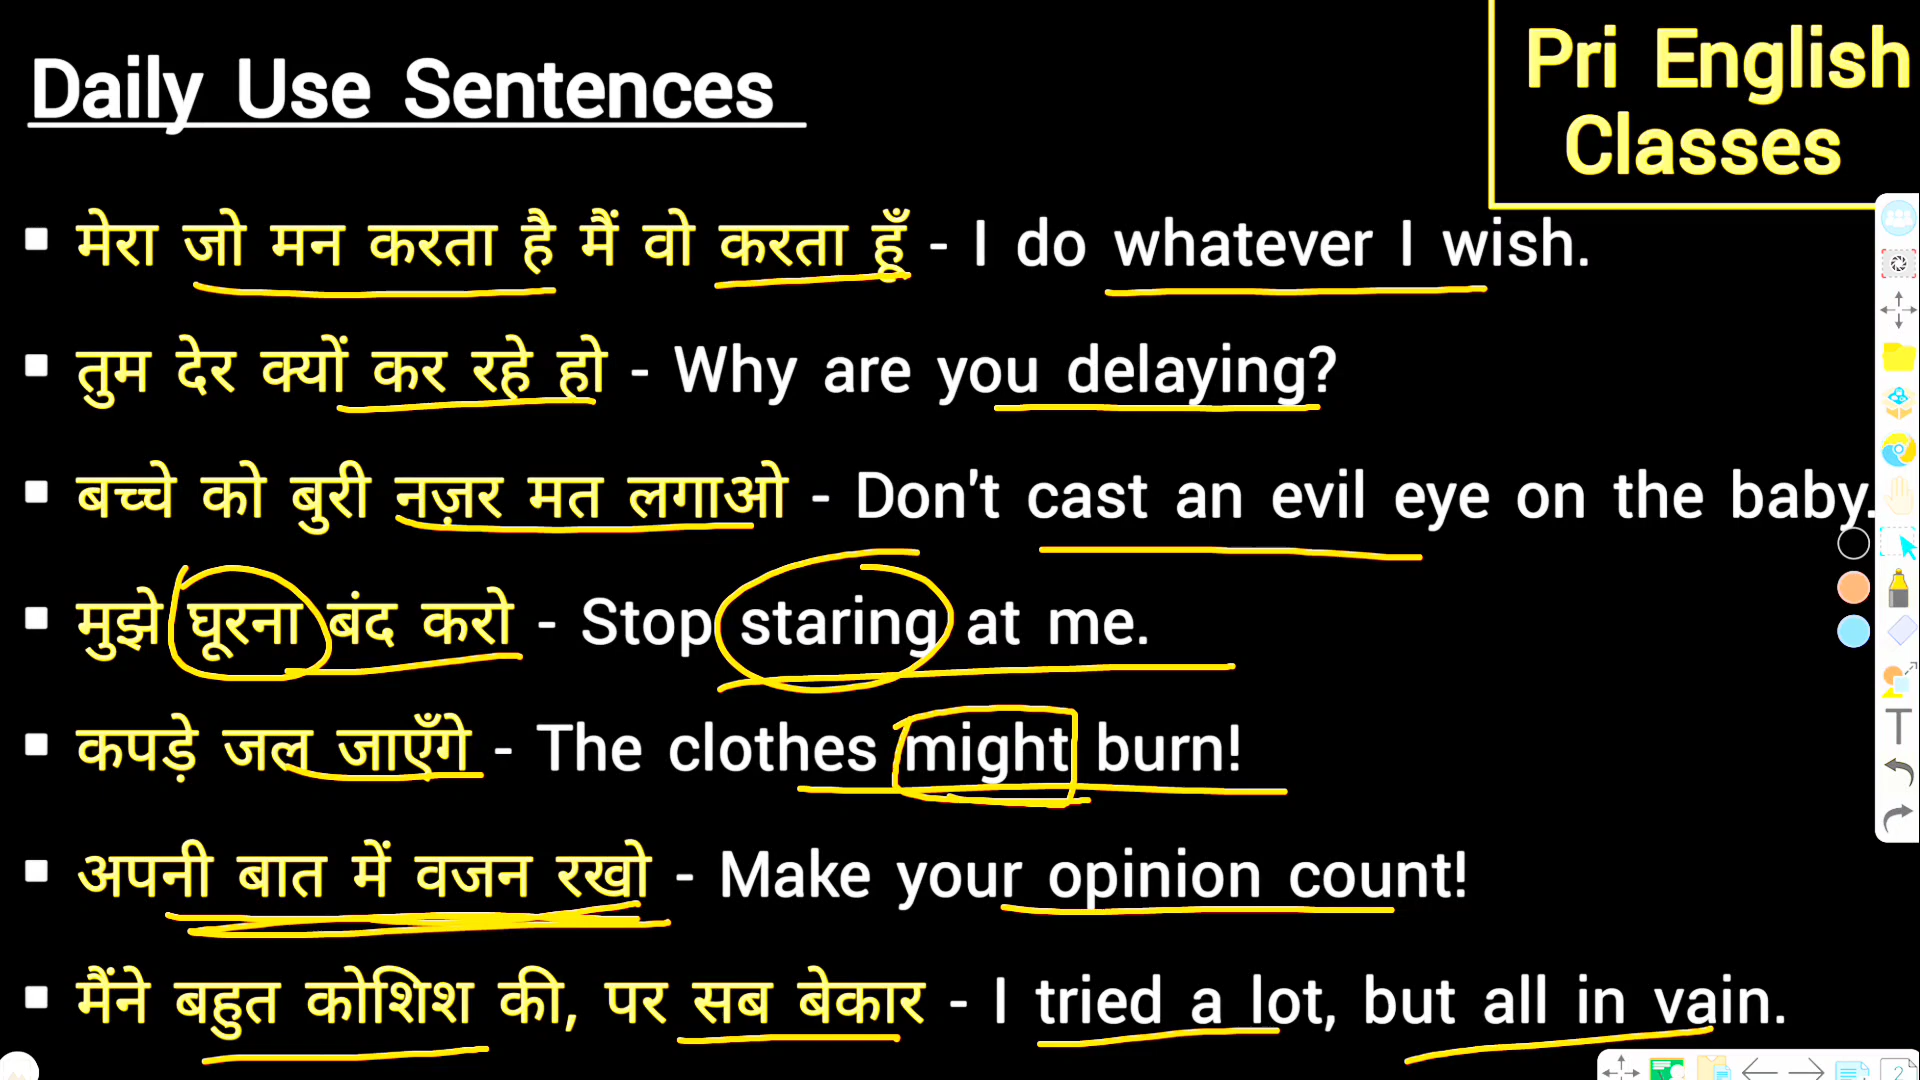 Daily Use Sentences
Pri English
Classes
▪ मेरा जो मन करता है मैं वो करता हूँ - I do whatever I wish.
▪ तुम देर क्यों कर रहे हो - Why are you delaying?
▪ बच्चे को बुरी नज़र मत लगाओ - Don't cast an evil eye on the baby.
▪ मुझे घूरना बंद करो - Stop staring at me.
▪ कपड़े जल जाएँगे - The clothes might burn!
▪ अपनी बात में वजन रखो - Make your opinion count!
▪ मैंने बहुत कोशिश की, पर सब बेकार - I tried a lot, but all in vain.
T
2